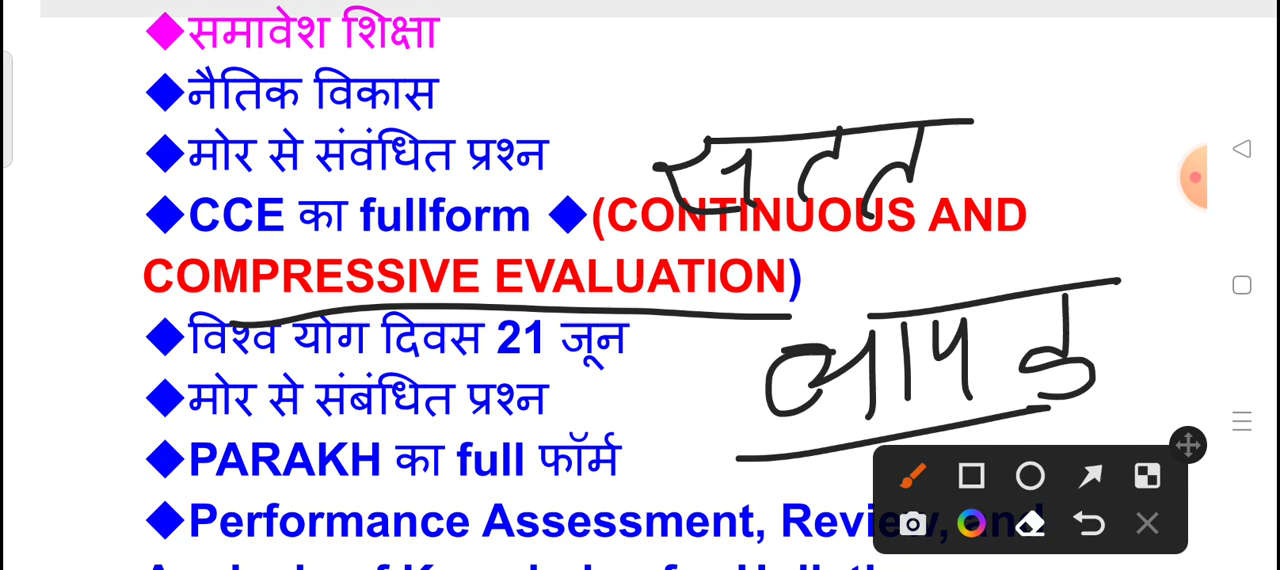 ◆समावेश शिक्षा
◆नैतिक विकास
◆मोर से संवंधित प्रश्न
सतत
◆CCE का fullform ◆(CONTINUOUS AND
COMPRESSIVE EVALUATION)
◆विश्व योग दिवस 21 जून
◆मोर से संबंधित प्रश्न
◆PARAKH का full फॉर्म
◆Performance Assessment, Review, and